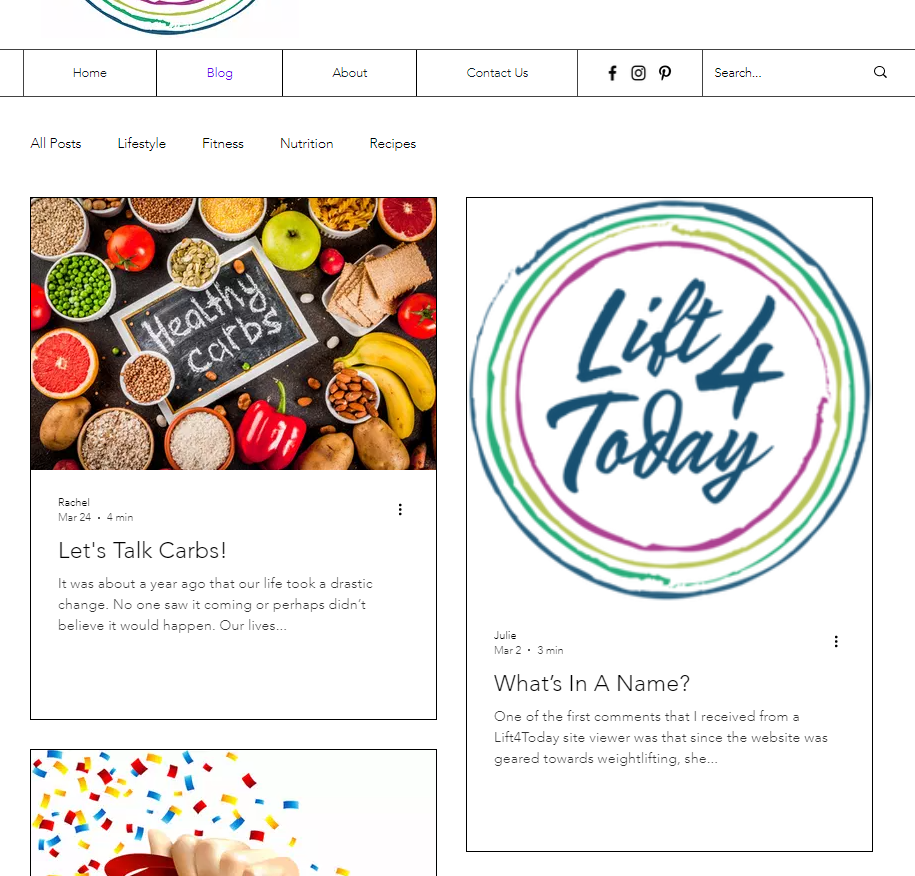 Home
Blog
About
Contact Us
Search...
All Posts
Lifestyle
Fitness
Nutrition
Recipes
Healthy
carbs
Rachel
Mar 24 • 4 min
Let's Talk Carbs!
It was about a year ago that our life took a drastic
change. No one saw it coming or perhaps didn’t
believe it would happen. Our lives...
Lift 4
Today
Julie
Mar 2 • 3 min
What’s In A Name?
One of the first comments that I received from a
Lift4Today site viewer was that since the website was
geared towards weightlifting, she...